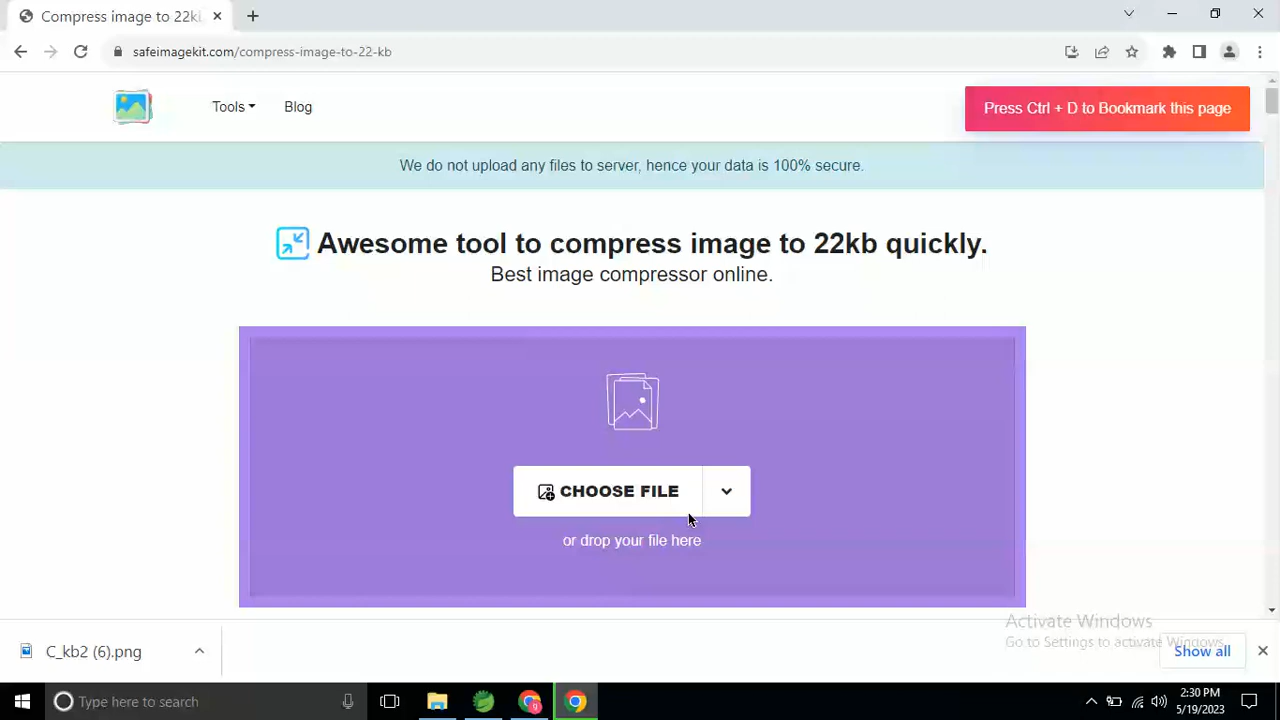 Compress image to 22k
safeimagekit.com/compress-image-to-22-kb
Tools
Blog
Press Ctrl + D to Bookmark this page
We do not upload any files to server, hence your data is 100% secure.
Awesome tool to compress image to 22kb quickly.
Best image compressor online.
CHOOSE FILE
or drop your file here
Activate Windows
Go to Settings to activate Windows.
C_kb2 (6).png
Show all
Type here to search
9
2:30 PM
5/19/2023